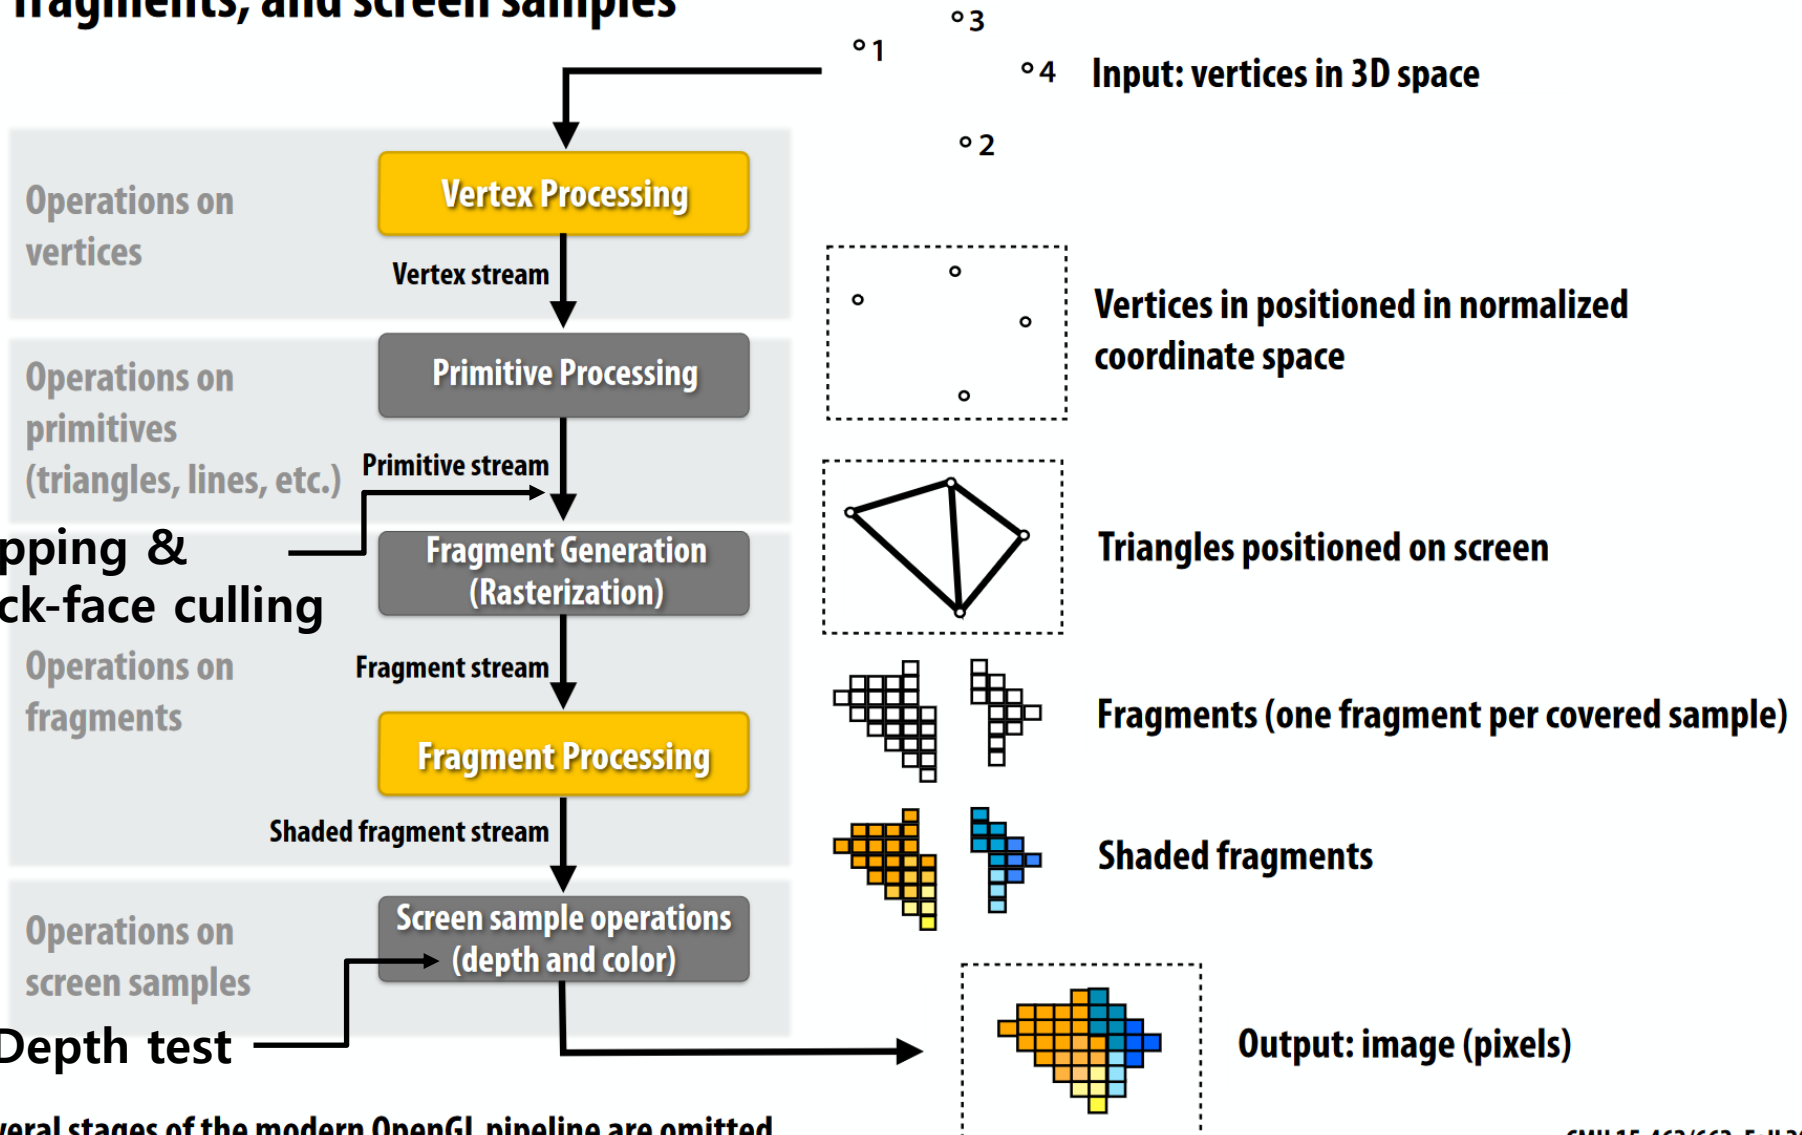 fragments, and screen samples
1
3
4
2
Input: vertices in 3D space
Operations on
vertices
Vertex Processing
Vertex stream
Vertices in positioned in normalized
coordinate space
Operations on
primitives
(triangles, lines, etc.)
Primitive Processing
Primitive stream
pping &
ck-face culling
Fragment Generation
(Rasterization)
Triangles positioned on screen
Operations on
fragments
Fragment stream
Fragments (one fragment per covered sample)
Fragment Processing
Shaded fragment stream
Shaded fragments
Operations on
screen samples
Screen sample operations
(depth and color)
Depth test
Output: image (pixels)
veral stages of the modern OpenGL pipeline are omitted